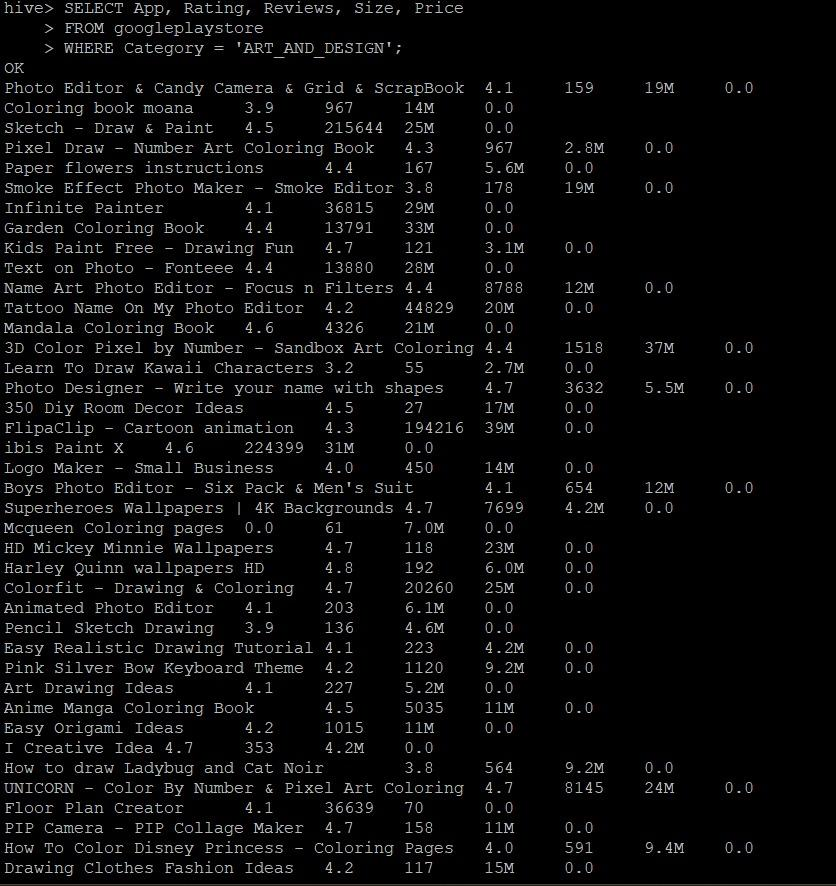 hive> SELECT App, Rating, Reviews, Size, Price
    > FROM googleplaystore
    > WHERE Category = 'ART_AND_DESIGN';
OK
Photo Editor & Candy Camera & Grid & ScrapBook  4.1     159     19M     0.0
Coloring book moana     3.9     967     14M     0.0
Sketch - Draw & Paint   4.5     215644  25M     0.0
Pixel Draw - Number Art Coloring Book   4.3     967     2.8M    0.0
Paper flowers instructions      4.4     167     5.6M    0.0
Smoke Effect Photo Maker - Smoke Editor 3.8     178     19M     0.0
Infinite Painter        4.1     36815   29M     0.0
Garden Coloring Book    4.4     13791   33M     0.0
Kids Paint Free - Drawing Fun   4.7     121     3.1M    0.0
Text on Photo - Fonteee 4.4     13880   28M     0.0
Name Art Photo Editor - Focus n Filters 4.4     8788    12M     0.0
Tattoo Name On My Photo Editor  4.2     44829   20M     0.0
Mandala Coloring Book   4.6     4326    21M     0.0
3D Color Pixel by Number - Sandbox Art Coloring 4.4     1518    37M     0.0
Learn To Draw Kawaii Characters 3.2     55      2.7M    0.0
Photo Designer - Write your name with shapes    4.7     3632    5.5M    0.0
350 Diy Room Decor Ideas        4.5     27      17M     0.0
FlipaClip - Cartoon animation   4.3     194216  39M     0.0
ibis Paint X    4.6     224399  31M     0.0
Logo Maker - Small Business     4.0     450     14M     0.0
Boys Photo Editor - Six Pack & Men's Suit       4.1     654     12M     0.0
Superheroes Wallpapers | 4K Backgrounds 4.7     7699    4.2M    0.0
Mcqueen Coloring pages  0.0     61      7.0M    0.0
HD Mickey Minnie Wallpapers     4.7     118     23M     0.0
Harley Quinn wallpapers HD      4.8     192     6.0M    0.0
Colorfit - Drawing & Coloring   4.7     20260   25M     0.0
Animated Photo Editor   4.1     203     6.1M    0.0
Pencil Sketch Drawing   3.9     136     4.6M    0.0
Easy Realistic Drawing Tutorial 4.1     223     4.2M    0.0
Pink Silver Bow Keyboard Theme  4.2     1120    9.2M    0.0
Art Drawing Ideas       4.1     227     5.2M    0.0
Anime Manga Coloring Book       4.5     5035    11M     0.0
Easy Origami Ideas      4.2     1015    11M     0.0
I Creative Idea 4.7     353     4.2M    0.0
How to draw Ladybug and Cat Noir        3.8     564     9.2M    0.0
UNICORN - Color By Number & Pixel Art Coloring  4.7     8145    24M     0.0
Floor Plan Creator      4.1     36639   70      0.0
PIP Camera - PIP Collage Maker  4.7     158     11M     0.0
How To Color Disney Princess - Coloring Pages   4.0     591     9.4M    0.0
Drawing Clothes Fashion Ideas   4.2     117     15M     0.0